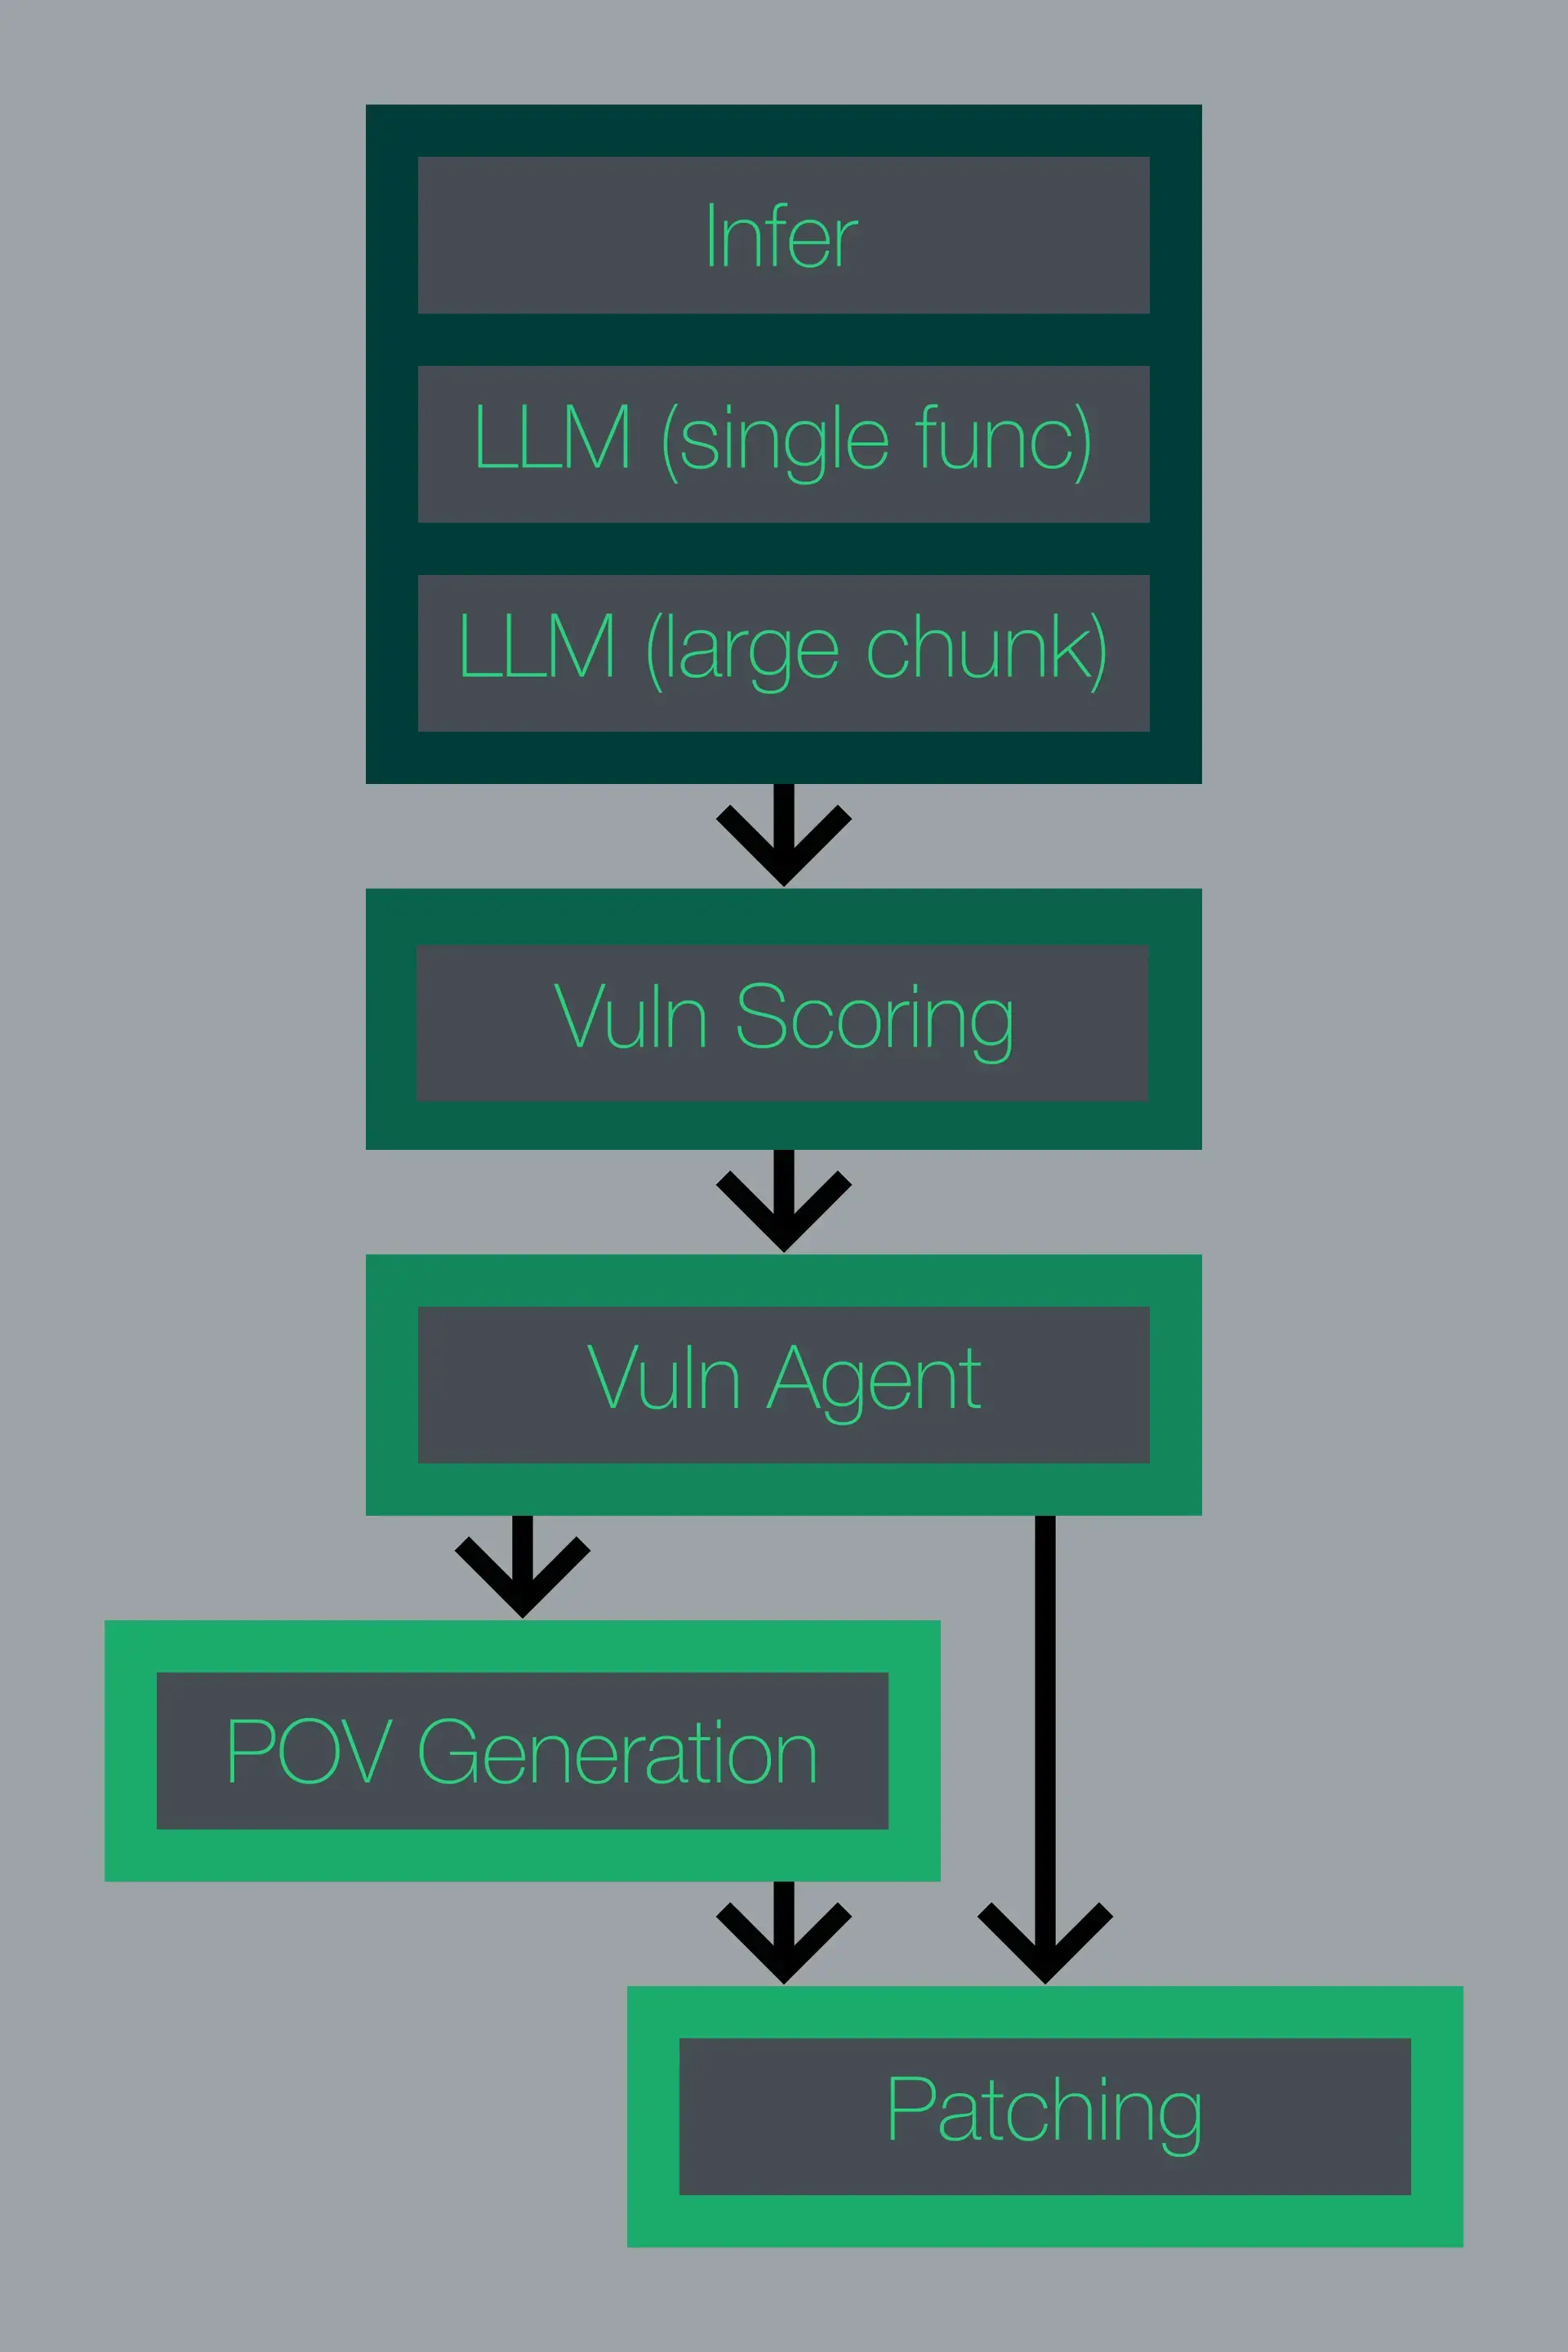 Infer
LLM (single func)
LLM (large chunk)
Vuln Scoring
Vuln Agent
POV Generation
Patching